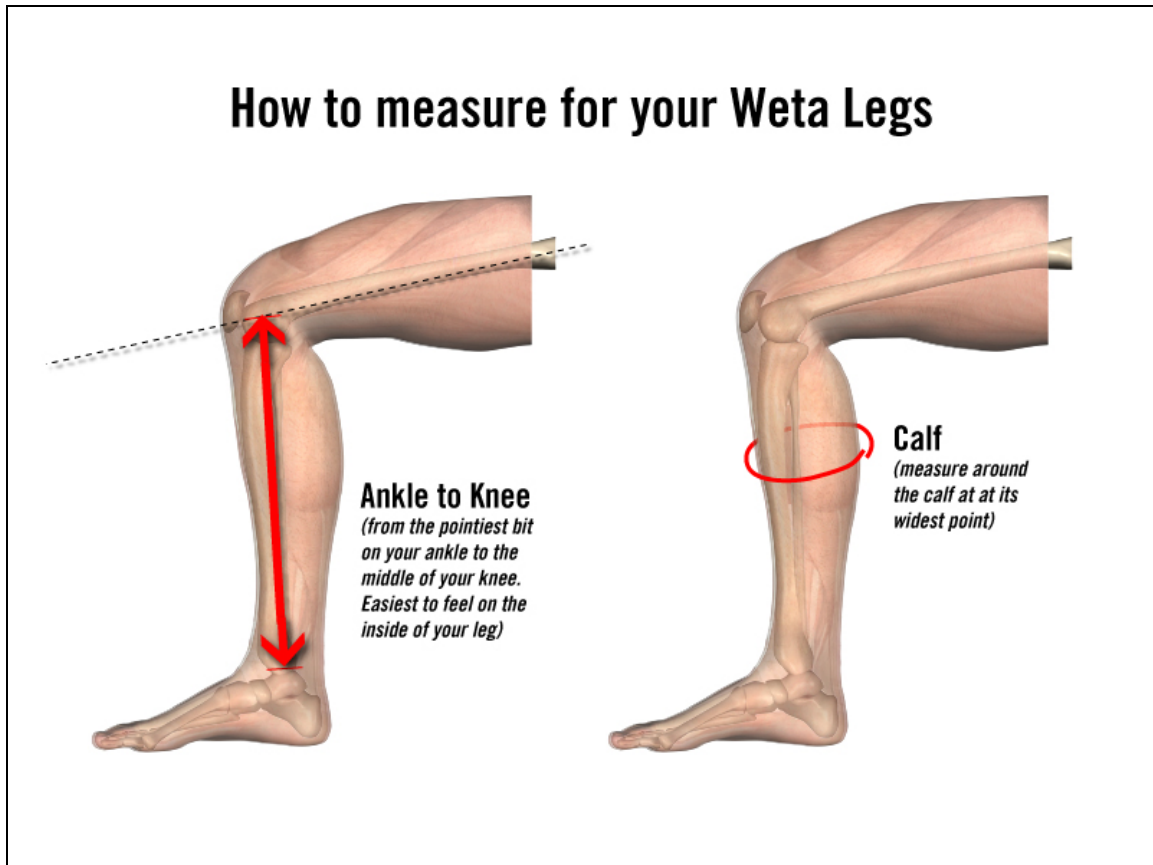 How to measure for your Weta Legs
Ankle to Knee
(from the pointiest bit
on your ankle to the
middle of your knee.
Easiest to feel on the
inside of your leg)
Calf
(measure around
the calf at at its
widest point)